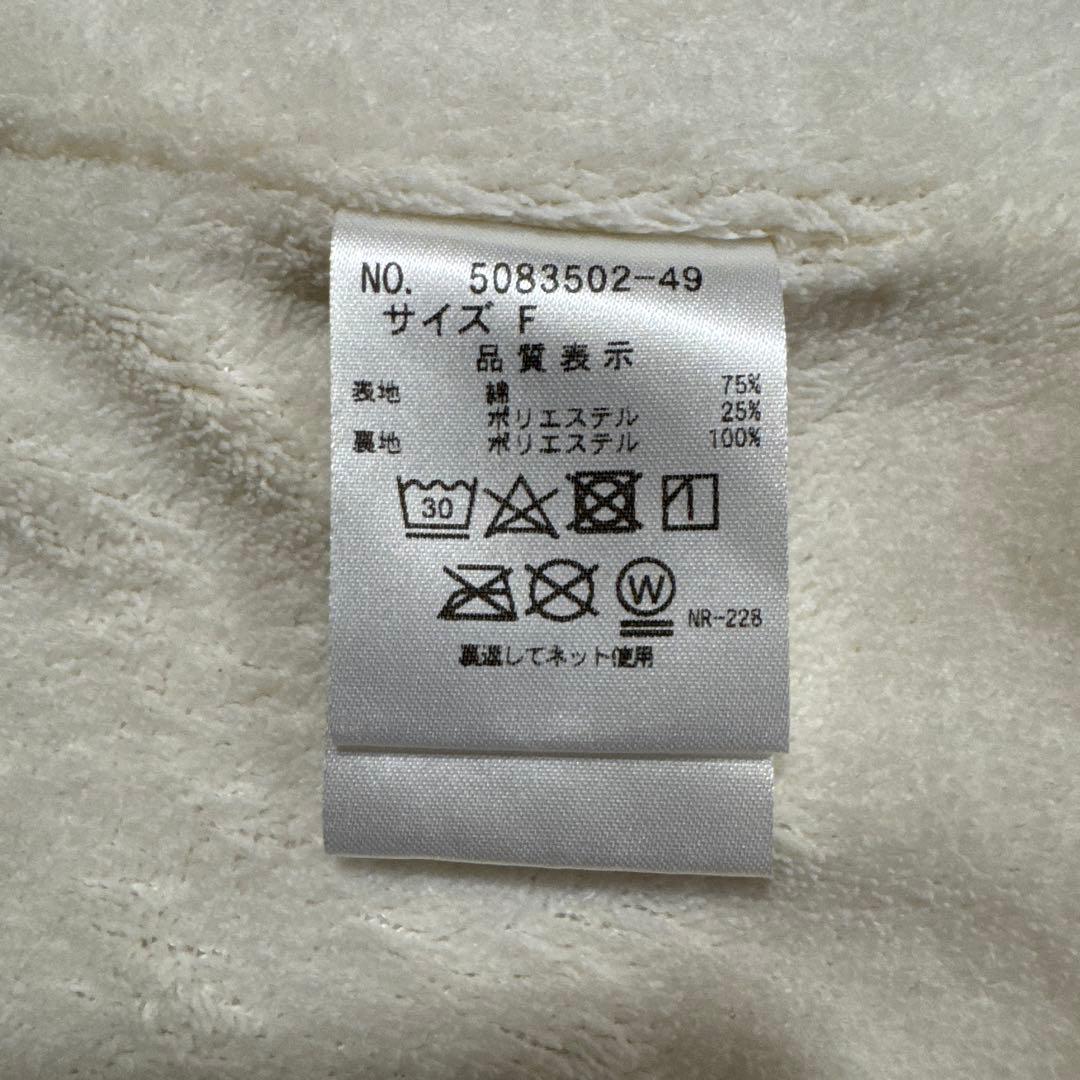 NO. 5083502-49
サイズ F
品質表示
表地 綿 75%
ポリエステル 25%
裏地 ポリエステル 100%
30
W NR-228
裏返してネット使用